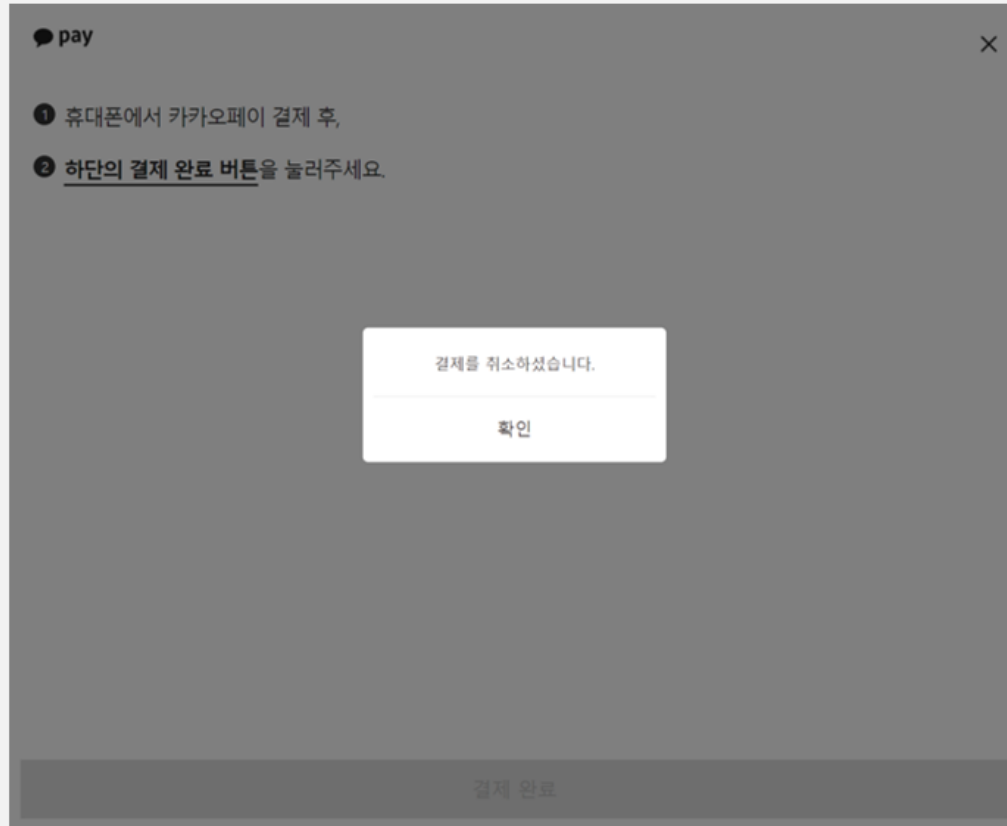 pay
1 휴대폰에서 카카오페이 결제 후,
2 하단의 결제 완료 버튼을 눌러주세요.
결제를 취소하셨습니다.
확인
결제 완료